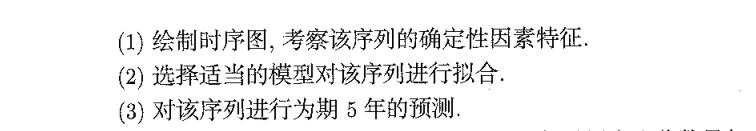 (1) 绘制时序图, 考察该序列的确定性因素特征.
(2) 选择适当的模型对该序列进行拟合.
(3) 对该序列进行为期 5 年的预测.